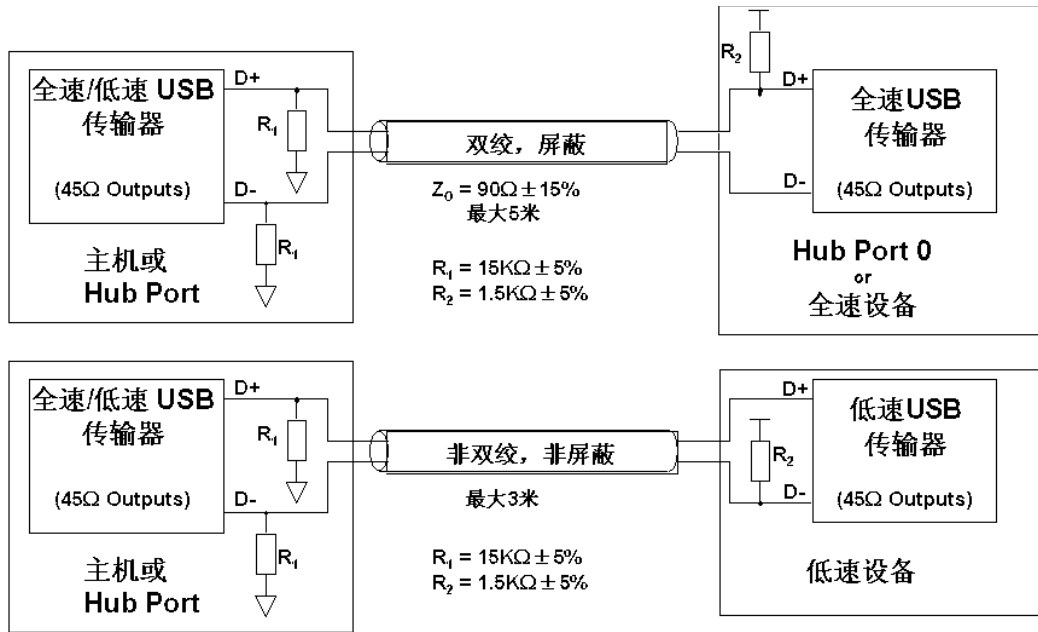 全速/低速 USB
传输器
(45Ω Outputs)
D+
D-
R₁
R₁
主机或
Hub Port
双绞，屏蔽
Z₀ = 90Ω ± 15%
最大5米
R₁ = 15KΩ ± 5%
R₂ = 1.5KΩ ± 5%
R₂
D+
D-
全速USB
传输器
(45Ω Outputs)
Hub Port 0
or
全速设备
全速/低速 USB
传输器
(45Ω Outputs)
D+
D-
R₁
R₁
主机或
Hub Port
非双绞，非屏蔽
最大3米
R₁ = 15KΩ ± 5%
R₂ = 1.5KΩ ± 5%
D+
R₂
D-
低速USB
传输器
(45Ω Outputs)
低速设备